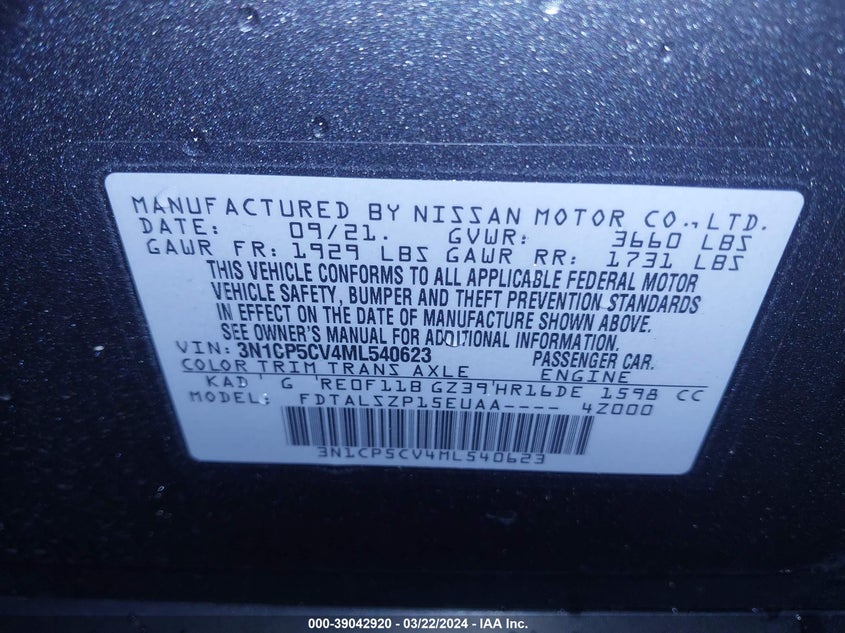 MANUFACTURED BY NISSAN MOTOR CO., LTD.
DATE: 09/21. GVWR: 3660 LBS
GAWR FR: 1929 LBS GAWR RR: 1731 LBS
THIS VEHICLE CONFORMS TO ALL APPLICABLE FEDERAL MOTOR
VEHICLE SAFETY, BUMPER AND THEFT PREVENTION STANDARDS
IN EFFECT ON THE DATE OF MANUFACTURE SHOWN ABOVE.
SEE OWNER'S MANUAL FOR ADDITIONAL INFORMATION.
VIN: 3N1CP5CV4ML540623 PASSENGER CAR.
COLOR TRIM TRANS AXLE ENGINE
KAD G RE0F11B GZ39 HR16DE 1598 CC
MODEL: FDTALSZP15EUAA---- 4Z000
3N1CP5CV4ML540623
000-39042920 - 03/22/2024 - IAA Inc.